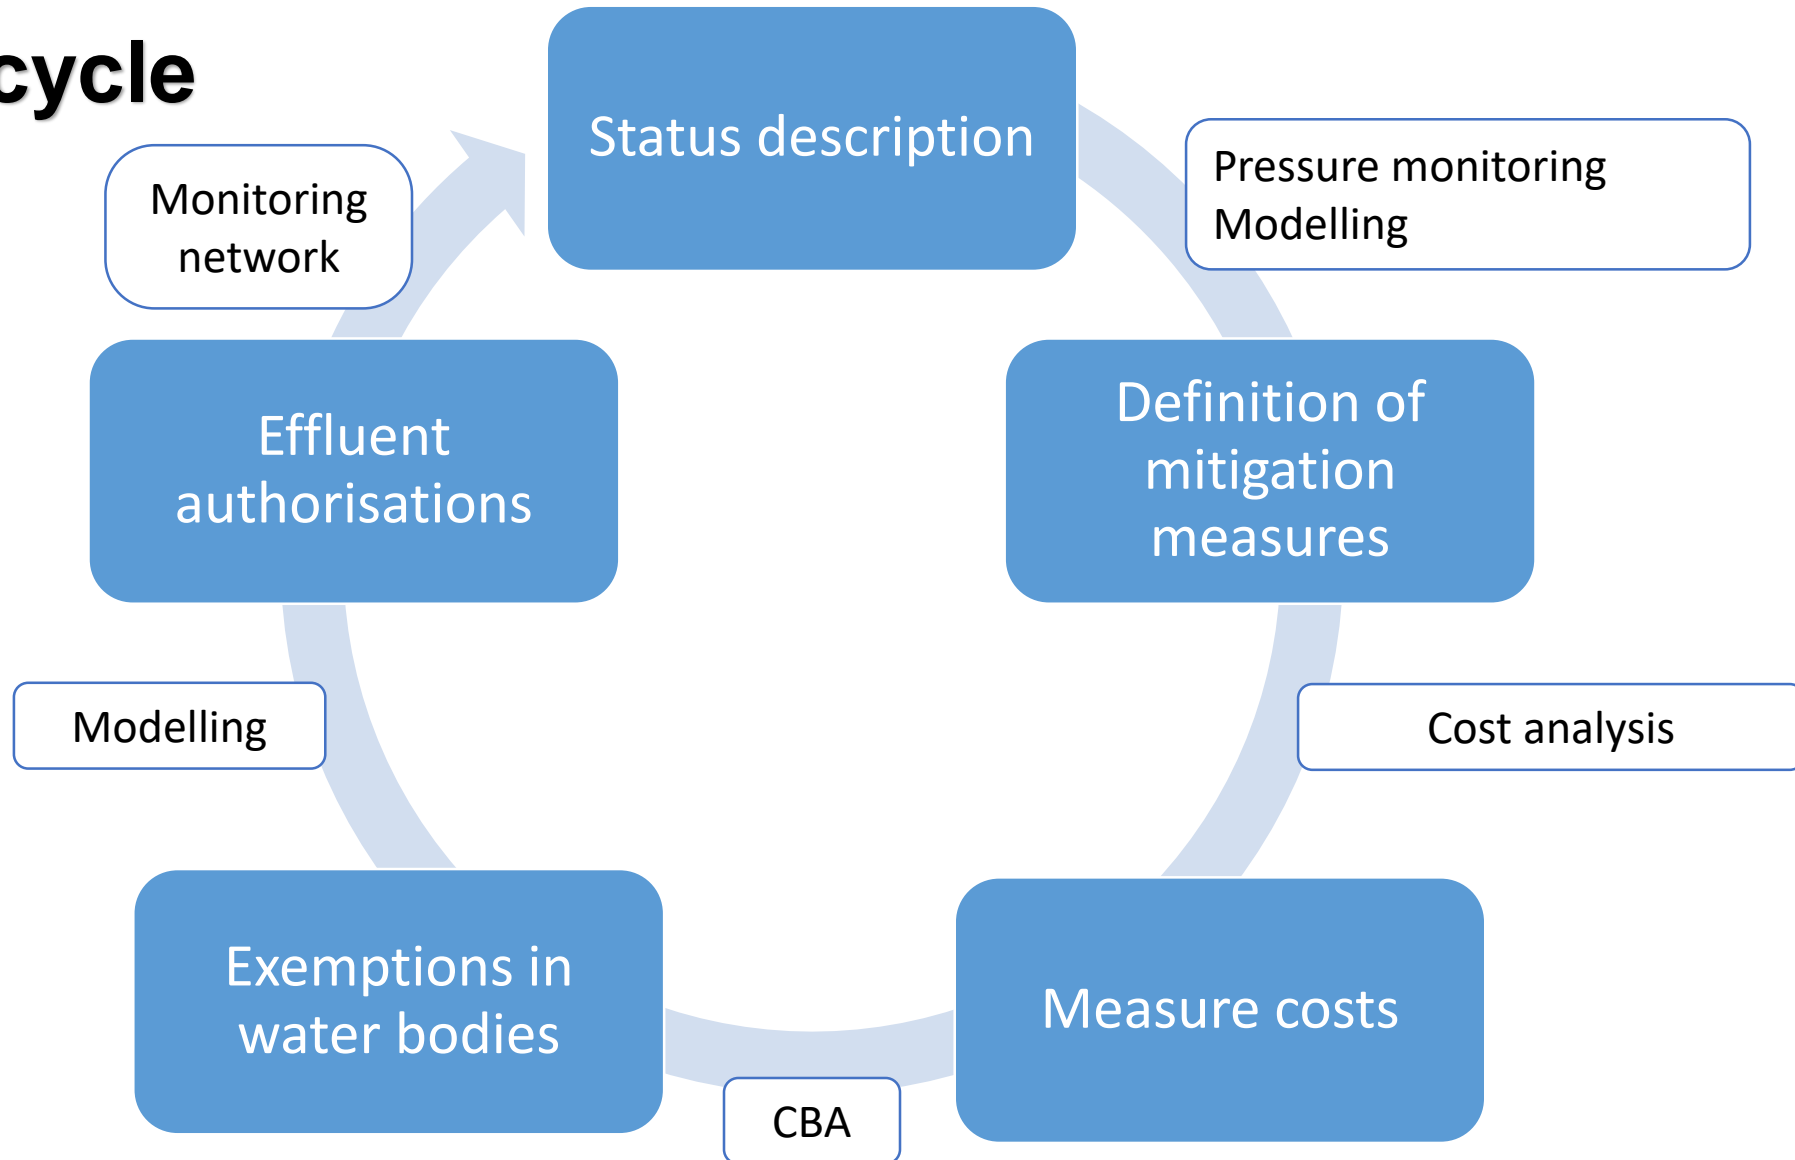 cycle
Status description
Pressure monitoring
Modelling
Monitoring
network
Definition of
mitigation
measures
Effluent
authorisations
Modelling
Cost analysis
Exemptions in
water bodies
Measure costs
CBA